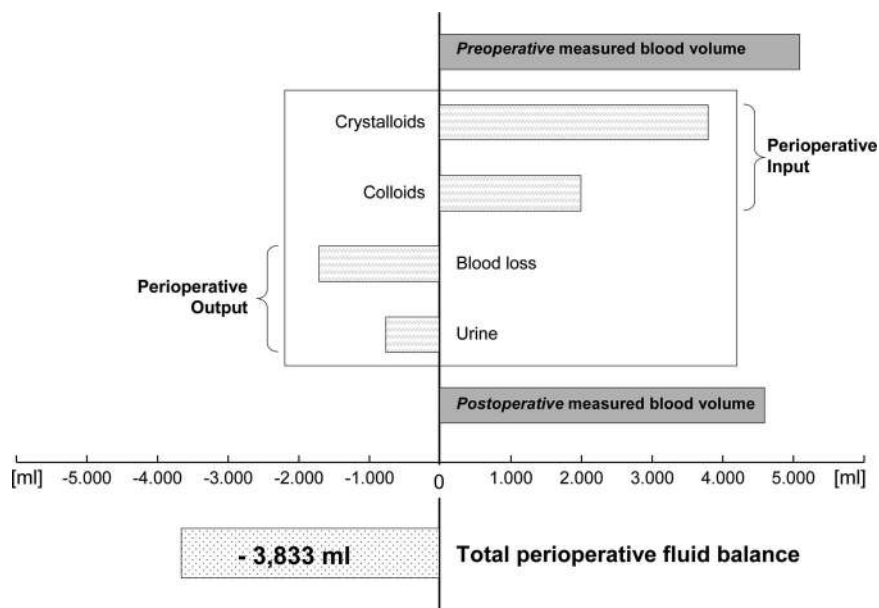 Preoperative measured blood volume
Crystalloids
Perioperative
Input
Colloids
Blood loss
Perioperative
Output
Urine
Postoperative measured blood volume
[ml] -5.000 -4.000 -3.000 -2.000 -1.000 0 1.000 2.000 3.000 4.000 5.000 [ml]
- 3,833 ml Total perioperative fluid balance